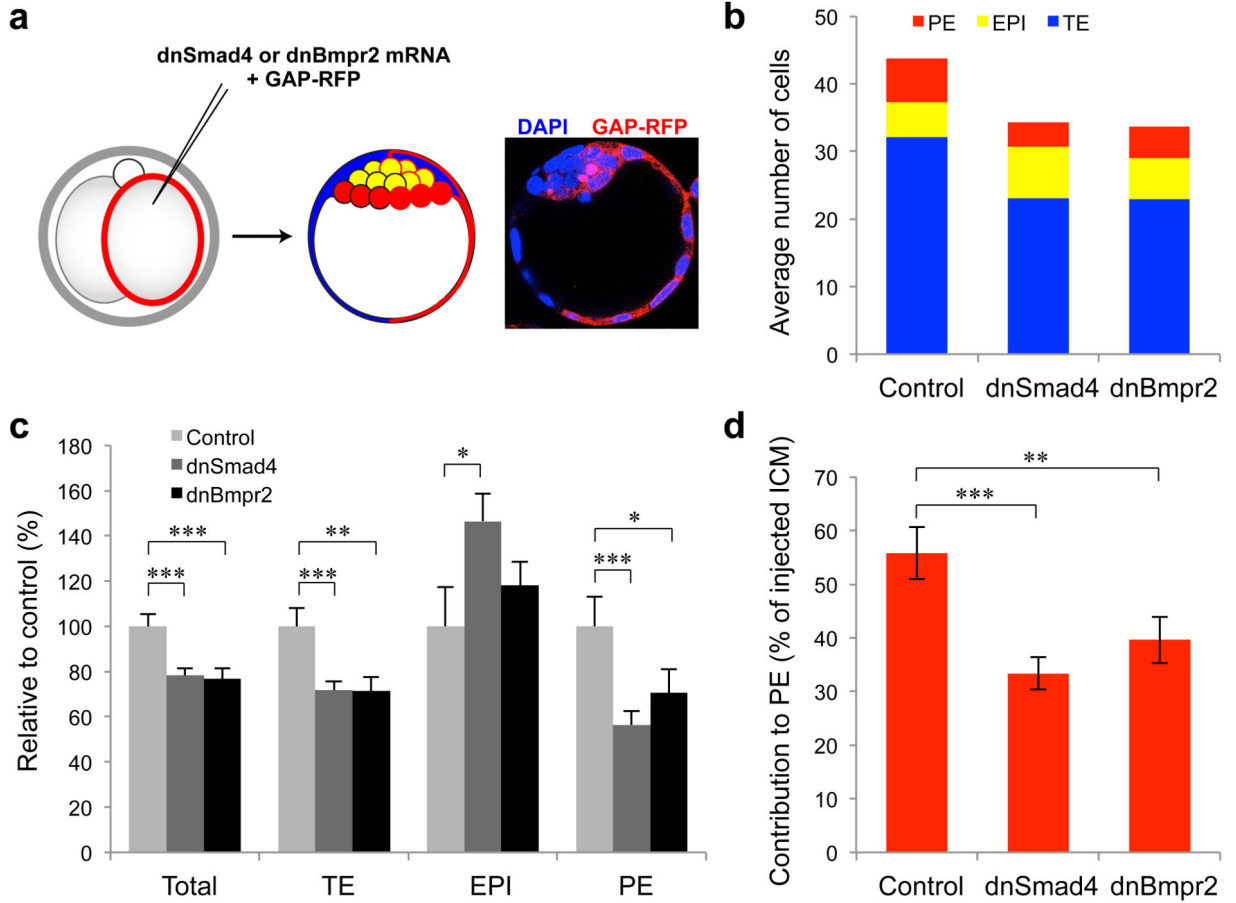 a
dnSmad4 or dnBmpr2 mRNA
+ GAP-RFP
DAPI GAP-RFP
b
PE EPI TE
Average number of cells
50
40
30
20
10
0
Control dnSmad4 dnBmpr2
c
Control
dnSmad4
dnBmpr2
Relative to control (%)
180
160
140
120
100
80
60
40
20
0
***
***
**
***
*
*
***
Total TE EPI PE
d
Contribution to PE (% of injected ICM)
70
60
50
40
30
20
10
0
**
***
Control dnSmad4 dnBmpr2